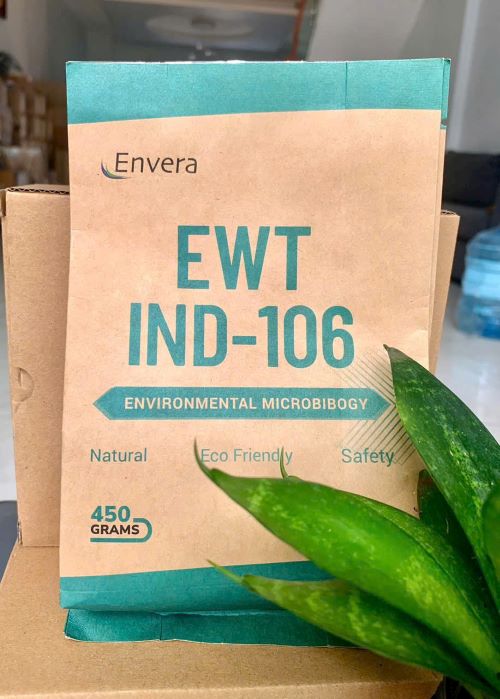 Envera
EWT
IND-106
ENVIRONMENTAL MICROBIBOGY
Natural Eco Friendly Safety
450
GRAMS